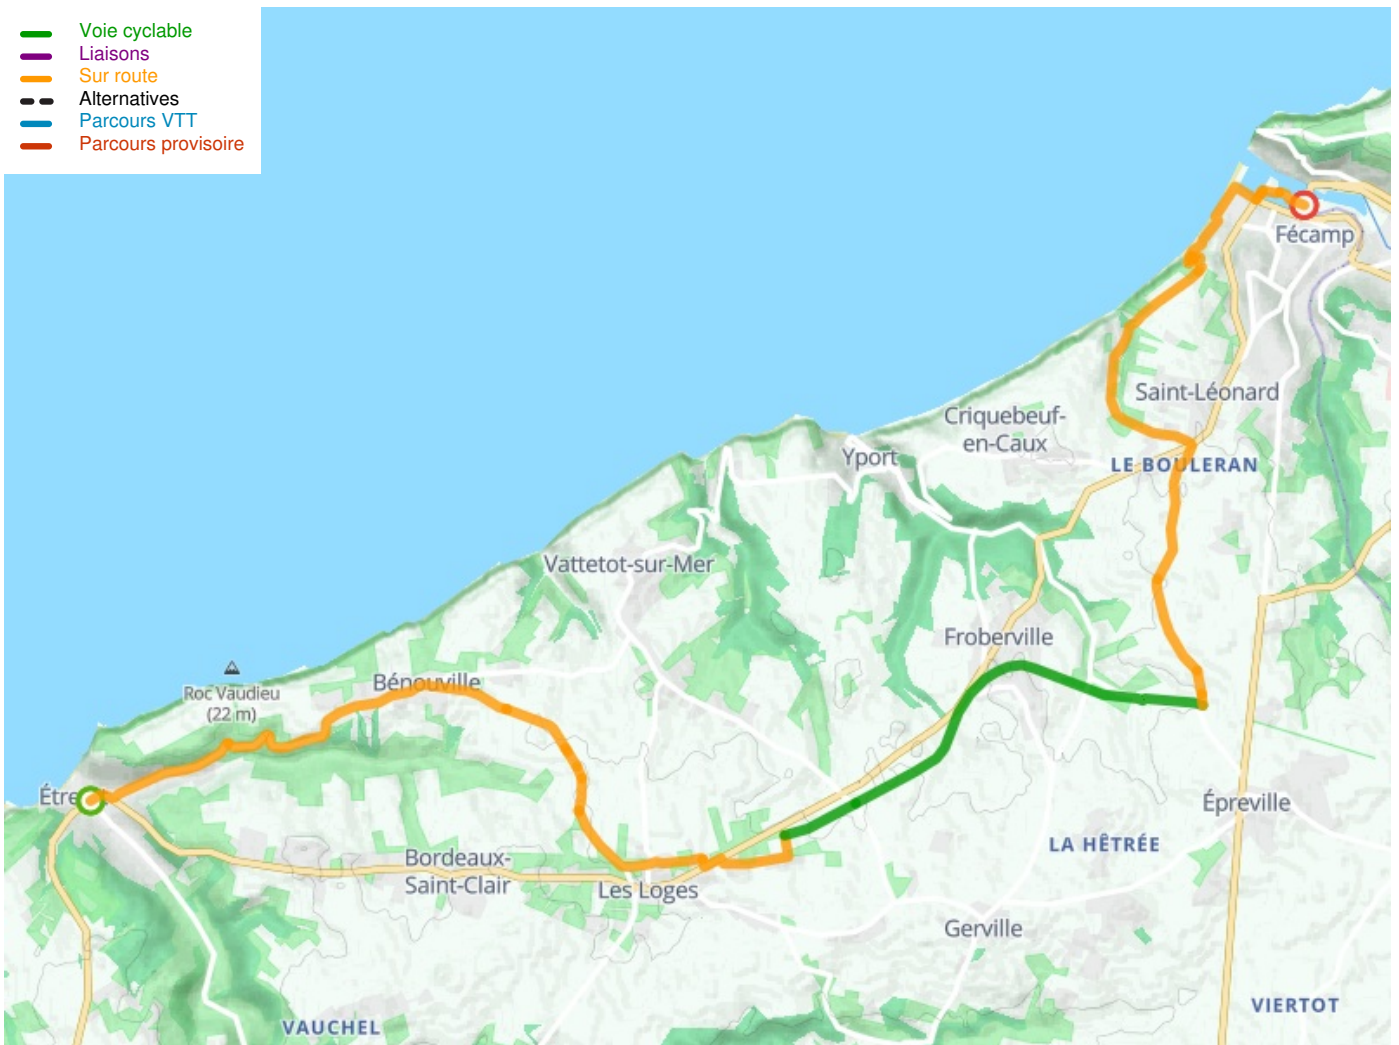 Voie cyclable
Liaisons
Sur route
Alternatives
Parcours VTT
Parcours provisoire
Fécamp
Saint-Léonard
Criquebeuf-
en-Caux
Yport
LE BOULERAN
Vattetot-sur-Mer
Froberville
Roc Vaudieu
(22 m)
Bénouville
Étre
Épreville
LA HÊTRÉE
Bordeaux-
Saint-Clair
Les Loges
Gerville
VIERTOT
VAUCHEL